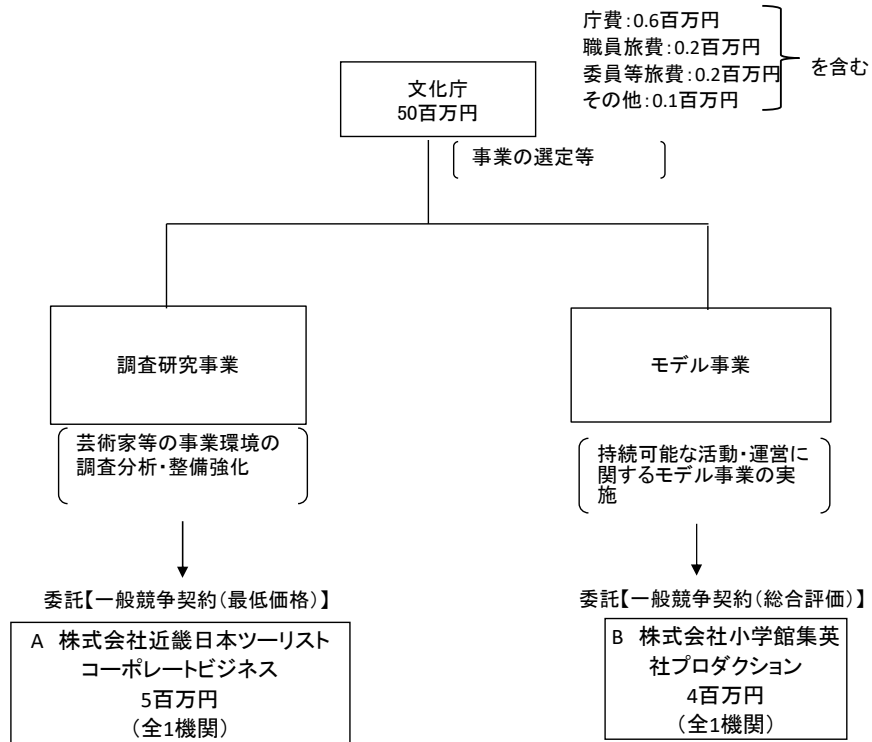 庁費:0.6百万円
職員旅費:0.2百万円
委員等旅費:0.2百万円
その他:0.1百万円
を含む
文化庁
50百万円
事業の選定等
調査研究事業
芸術家等の事業環境の
調査分析・整備強化
委託【一般競争契約(最低価格)】
A 株式会社近畿日本ツーリスト
コーポレートビジネス
5百万円
(全1機関)
モデル事業
持続可能な活動・運営に
関するモデル事業の実
施
委託【一般競争契約(総合評価)】
B 株式会社小学館集英
社プロダクション
4百万円
(全1機関)